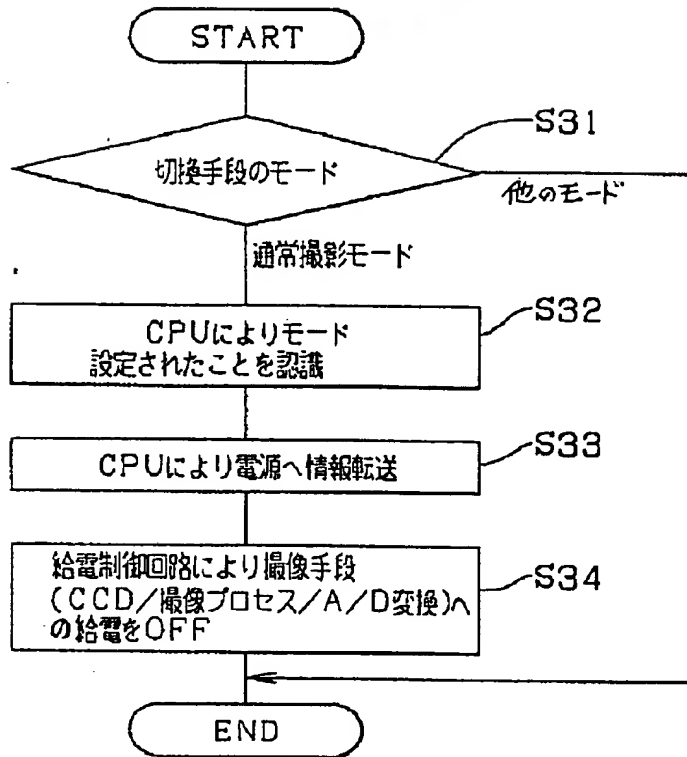 START
S31
切換手段のモード
他のモード
通常撮影モード
S32
CPUによりモード
設定されたことを認識
S33
CPUにより電源へ情報転送
給電制御回路により撮像手段
(CCD/撮像プロセス/A/D変換)へ
の給電をOFF
S34
END